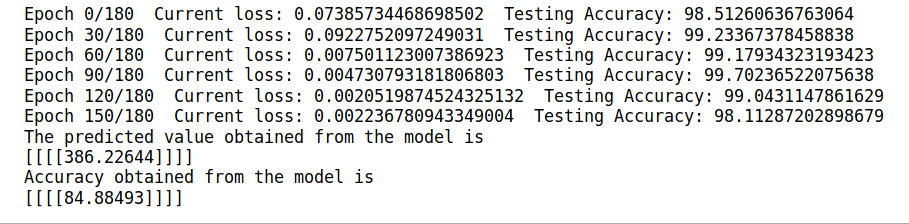 Epoch 0/180  Current loss: 0.07385734468698502  Testing Accuracy: 98.51260636763064
Epoch 30/180  Current loss: 0.0922752097249031  Testing Accuracy: 99.23367378458838
Epoch 60/180  Current loss: 0.007501123007386923  Testing Accuracy: 99.17934323193423
Epoch 90/180  Current loss: 0.004730793181806803  Testing Accuracy: 99.70236522075638
Epoch 120/180  Current loss: 0.0020519874524325132  Testing Accuracy: 99.0431147861629
Epoch 150/180  Current loss: 0.002236780943349004  Testing Accuracy: 98.11287202898679
The predicted value obtained from the model is
[[[[386.22644]]]]
Accuracy obtained from the model is
[[[[84.88493]]]]